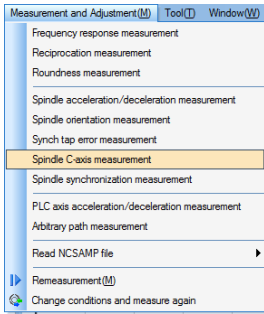 Measurement and Adjustment(M) Tool(T) Window(W)
Frequency response measurement
Reciprocation measurement
Roundness measurement
Spindle acceleration/deceleration measurement
Spindle orientation measurement
Synch tap error measurement
Spindle C-axis measurement
Spindle synchronization measurement
PLC axis acceleration/deceleration measurement
Arbitrary path measurement
Read NCSAMP file
Remeasurement(M)
Change conditions and measure again